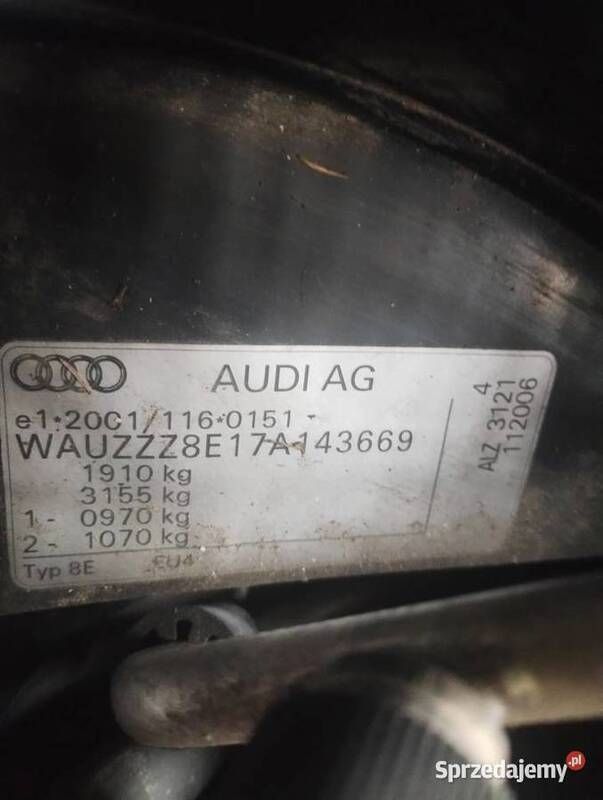 AUDI AG
e1*2001/116*0151 -
WAUZZZ8E17A143669
1910 kg
3155 kg
1 - 0970 kg
2 - 1070 kg
Typ 8E EU4
4
ALZ 3121
112006
Sprzedajemy.pl